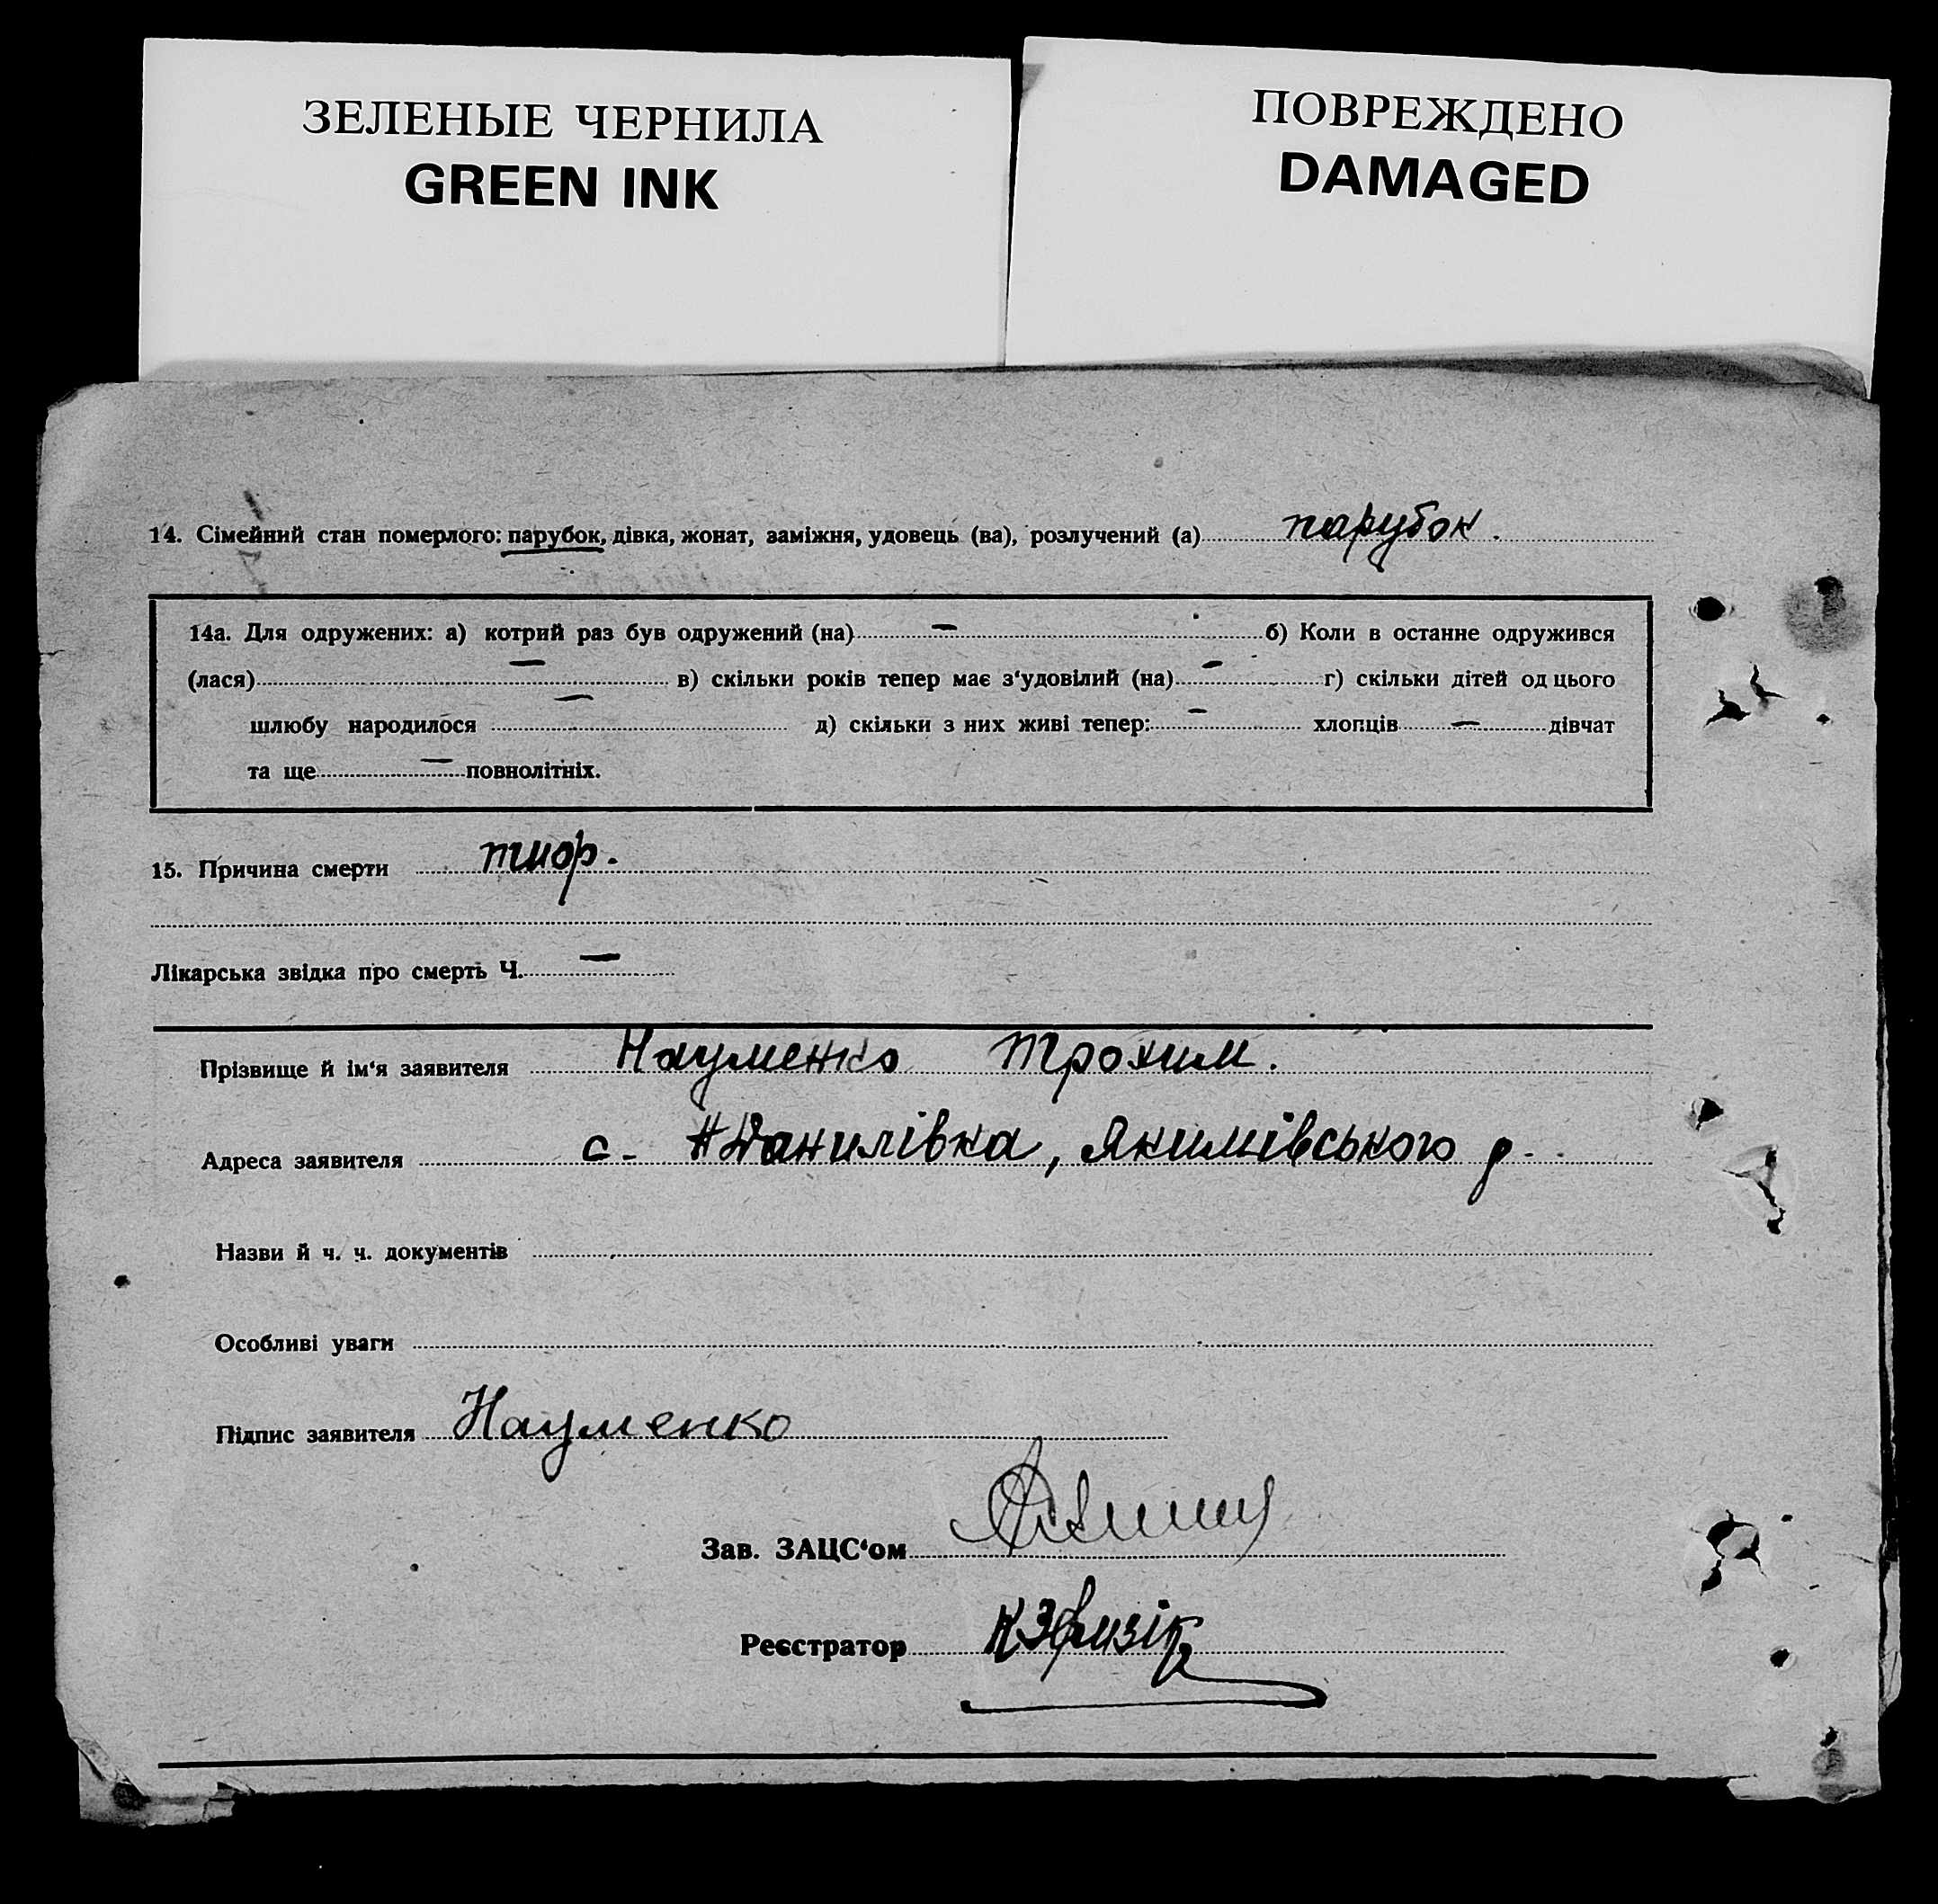 ЗЕЛЕНЫЕ ЧЕРНИЛА
GREEN INK
ПОВРЕЖДЕНО
DAMAGED
14. Сімейний стан померлого: парубок, дівка, жонат, заміжня, удовець (ва), розлучений (а) парубок.
14а. Для одружених: а) котрий раз був одружений (на) — б) Коли в останне одружився
(лася) — в) скільки років тепер має з‘удовілий (на) — г) скільки дітей од цього
шлюбу народилося — д) скільки з них живі тепер: — хлопців — дівчат
та ще — повнолітніх.
15. Причина смерти
Лікарська звідка про смерть Ч. —
Прізвище й ім‘я заявителя Науменко Трохим.
Адреса заявителя с. Данилівка, Якимівського р.
Назви й ч. ч. документів
Особливі уваги
Підпис заявителя Науменко
Зав. ЗАЦС‘ом
Реєстратор